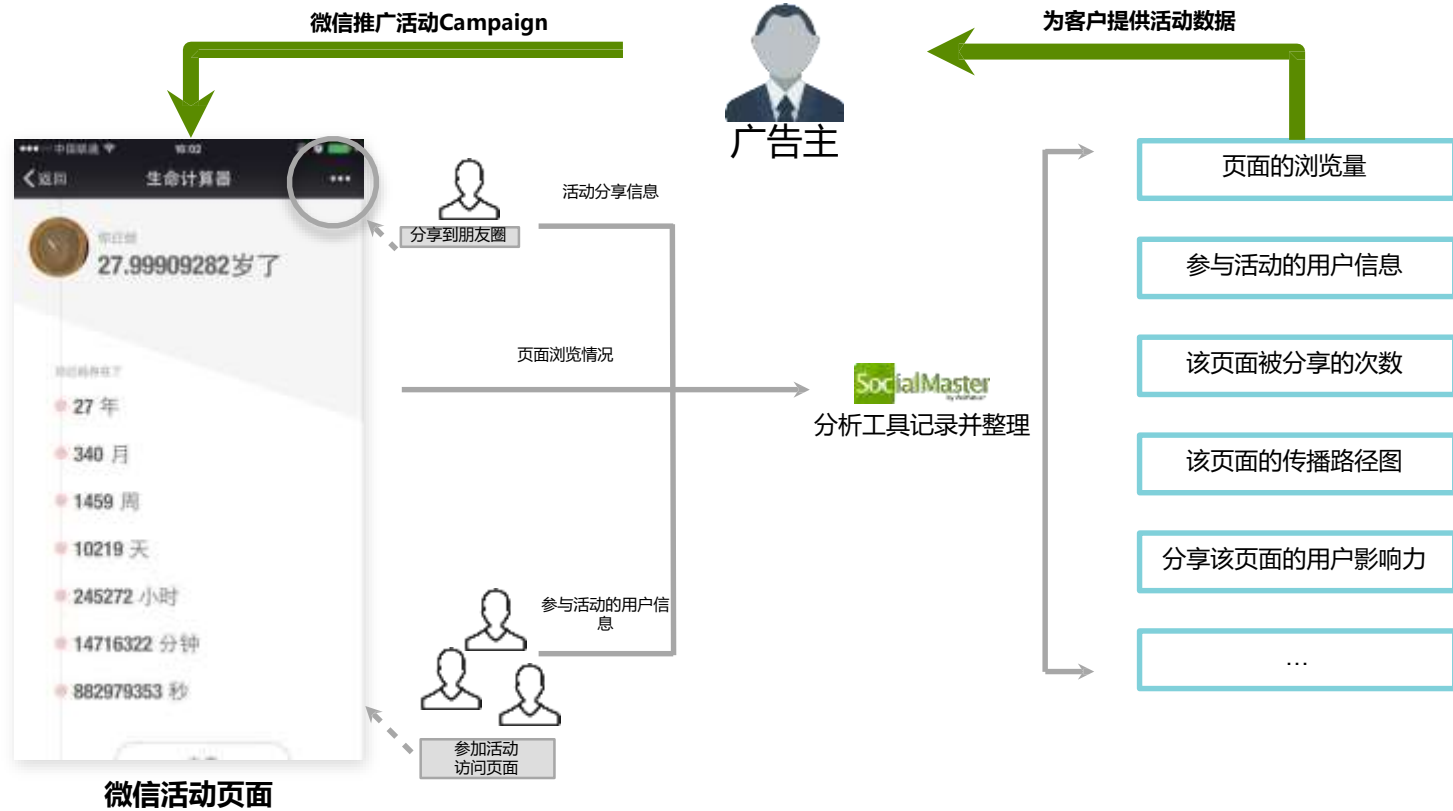 微信推广活动Campaign
为客户提供活动数据
广告主
中国联通
16:02
返回
生命计算器
•••
27.99909282岁了
27 年
340 月
1459 周
10219 天
245272 小时
14716322 分钟
882979353 秒
微信活动页面
分享到朋友圈
活动分享信息
页面浏览情况
参与活动的用户信
息
参加活动
访问页面
SocialMaster
分析工具记录并整理
页面的浏览量
参与活动的用户信息
该页面被分享的次数
该页面的传播路径图
分享该页面的用户影响力
…